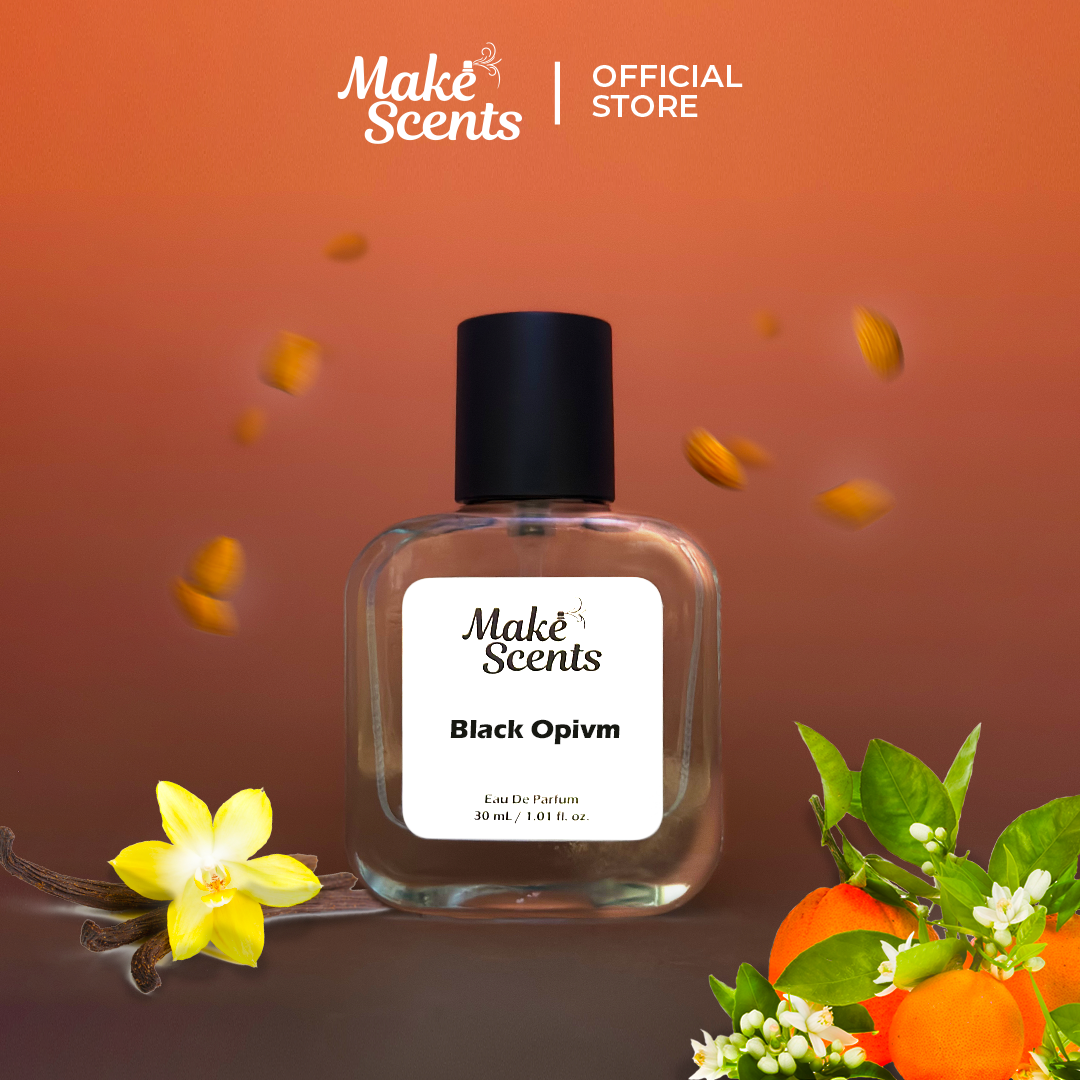 Make
Scents
OFFICIAL
STORE
Make
Scents
Black Opivm
Eau De Parfum
30 mL / 1.01 fl. oz.